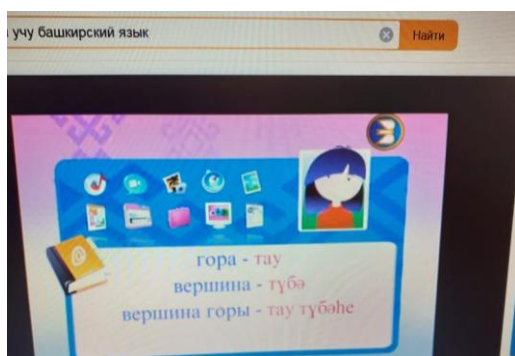 учу башкирский язык
Найти
гора - тау
вершина - түбә
вершина горы - тау түбәһе